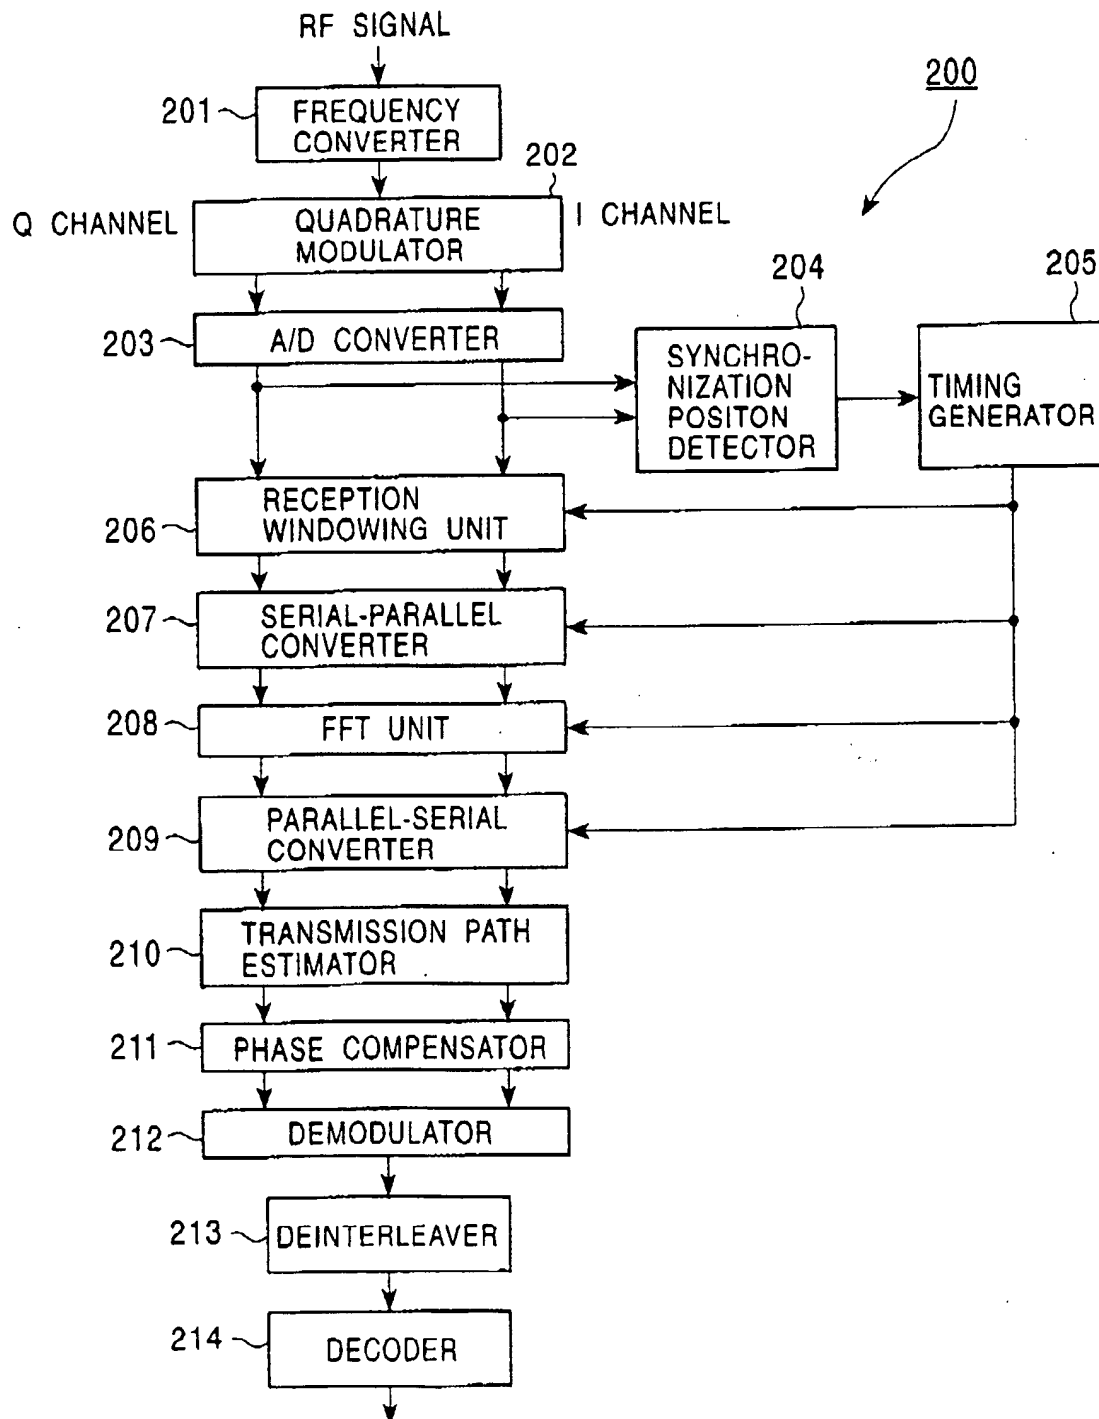 RF SIGNAL
200
201
FREQUENCY
CONVERTER
202
Q CHANNEL
QUADRATURE
MODULATOR
I CHANNEL
203
A/D CONVERTER
204
SYNCHRO-
NIZATION
POSITON
DETECTOR
205
TIMING
GENERATOR
206
RECEPTION
WINDOWING UNIT
207
SERIAL-PARALLEL
CONVERTER
208
FFT UNIT
209
PARALLEL-SERIAL
CONVERTER
210
TRANSMISSION PATH
ESTIMATOR
211
PHASE COMPENSATOR
212
DEMODULATOR
213
DEINTERLEAVER
214
DECODER